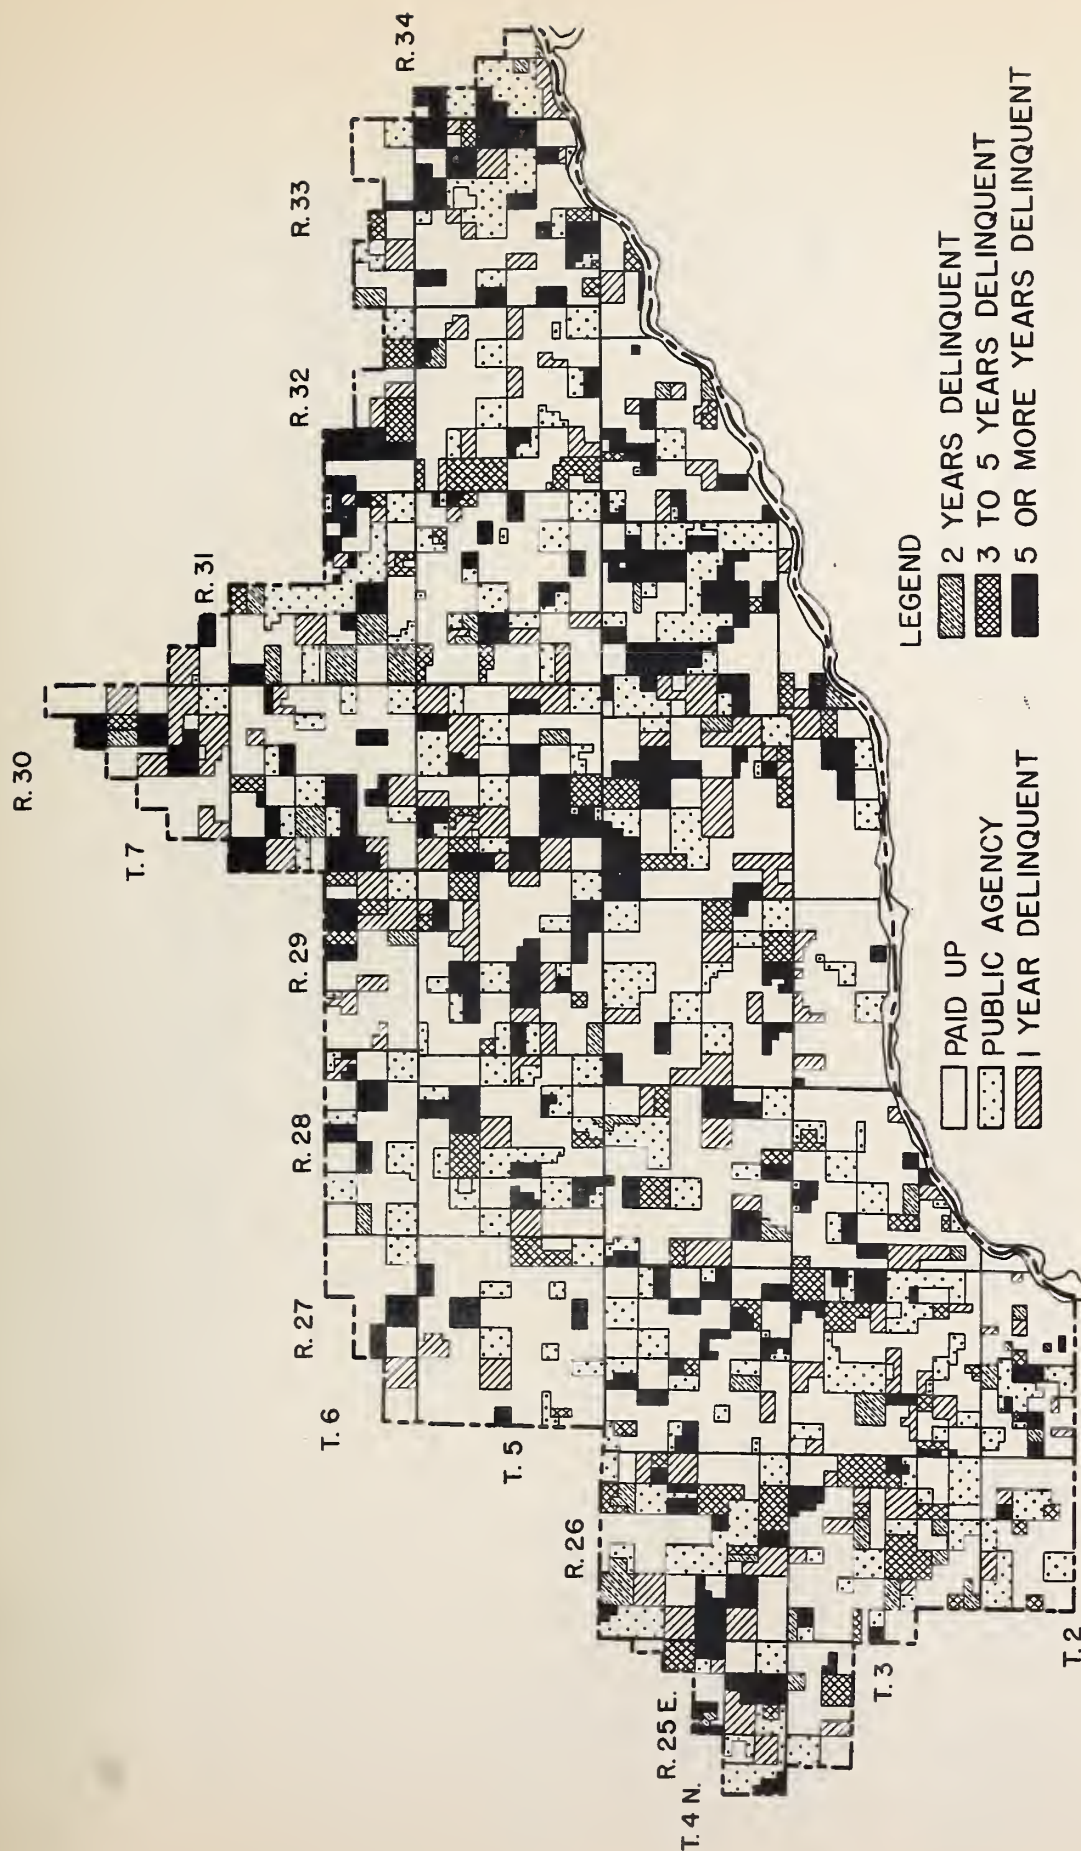 R. 30
R. 34
T. 7
R. 31
R. 32
R. 33
R. 27
R. 28
R. 29
T. 6
T. 5
R. 26
R. 25 E.
T. 4 N.
T. 3
T. 2
LEGEND
PAID UP
PUBLIC AGENCY
1 YEAR DELINQUENT
2 YEARS DELINQUENT
3 TO 5 YEARS DELINQUENT
5 OR MORE YEARS DELINQUENT